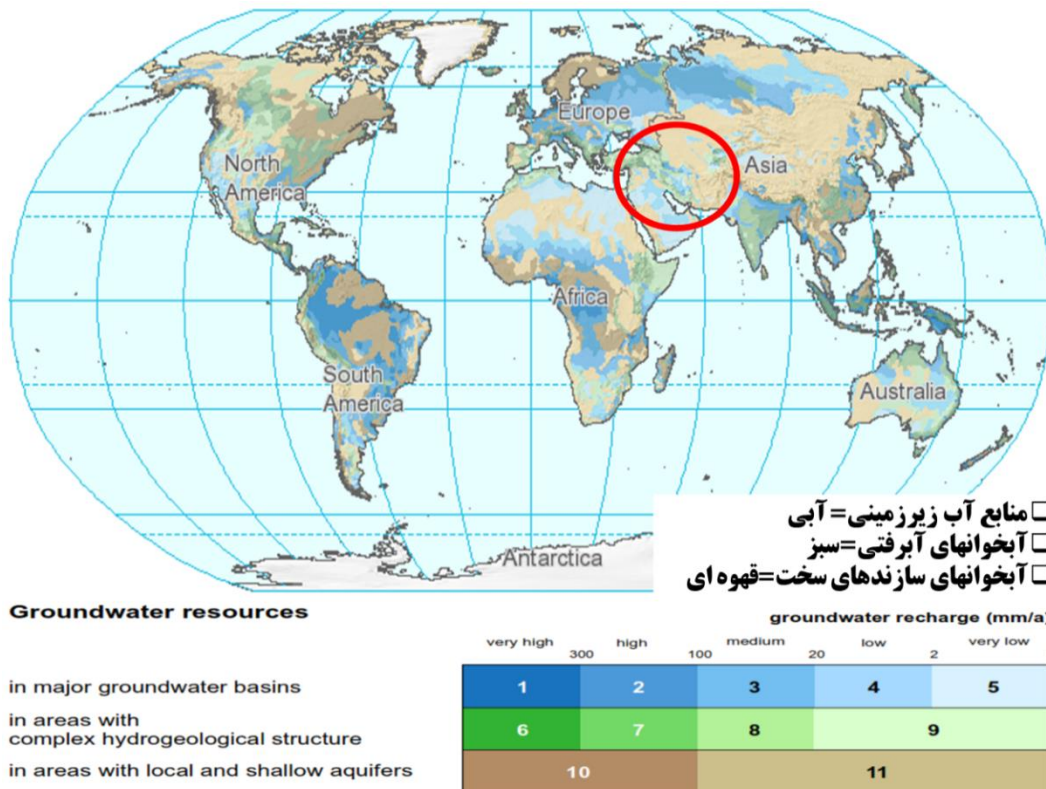 Europe
North
America
Asia
Africa
South
America
Australia
Antarctica
❑منابع آب زیرزمینی=آبی
❑آبخوانهای آبرفتی=سبز
❑آبخوانهای سازندهای سخت=قهوه ای
Groundwater resources
groundwater recharge (mm/a)
very high high medium low very low
300 100 20 2
in major groundwater basins 1 2 3 4 5
in areas with
complex hydrogeological structure 6 7 8 9
in areas with local and shallow aquifers 10 11